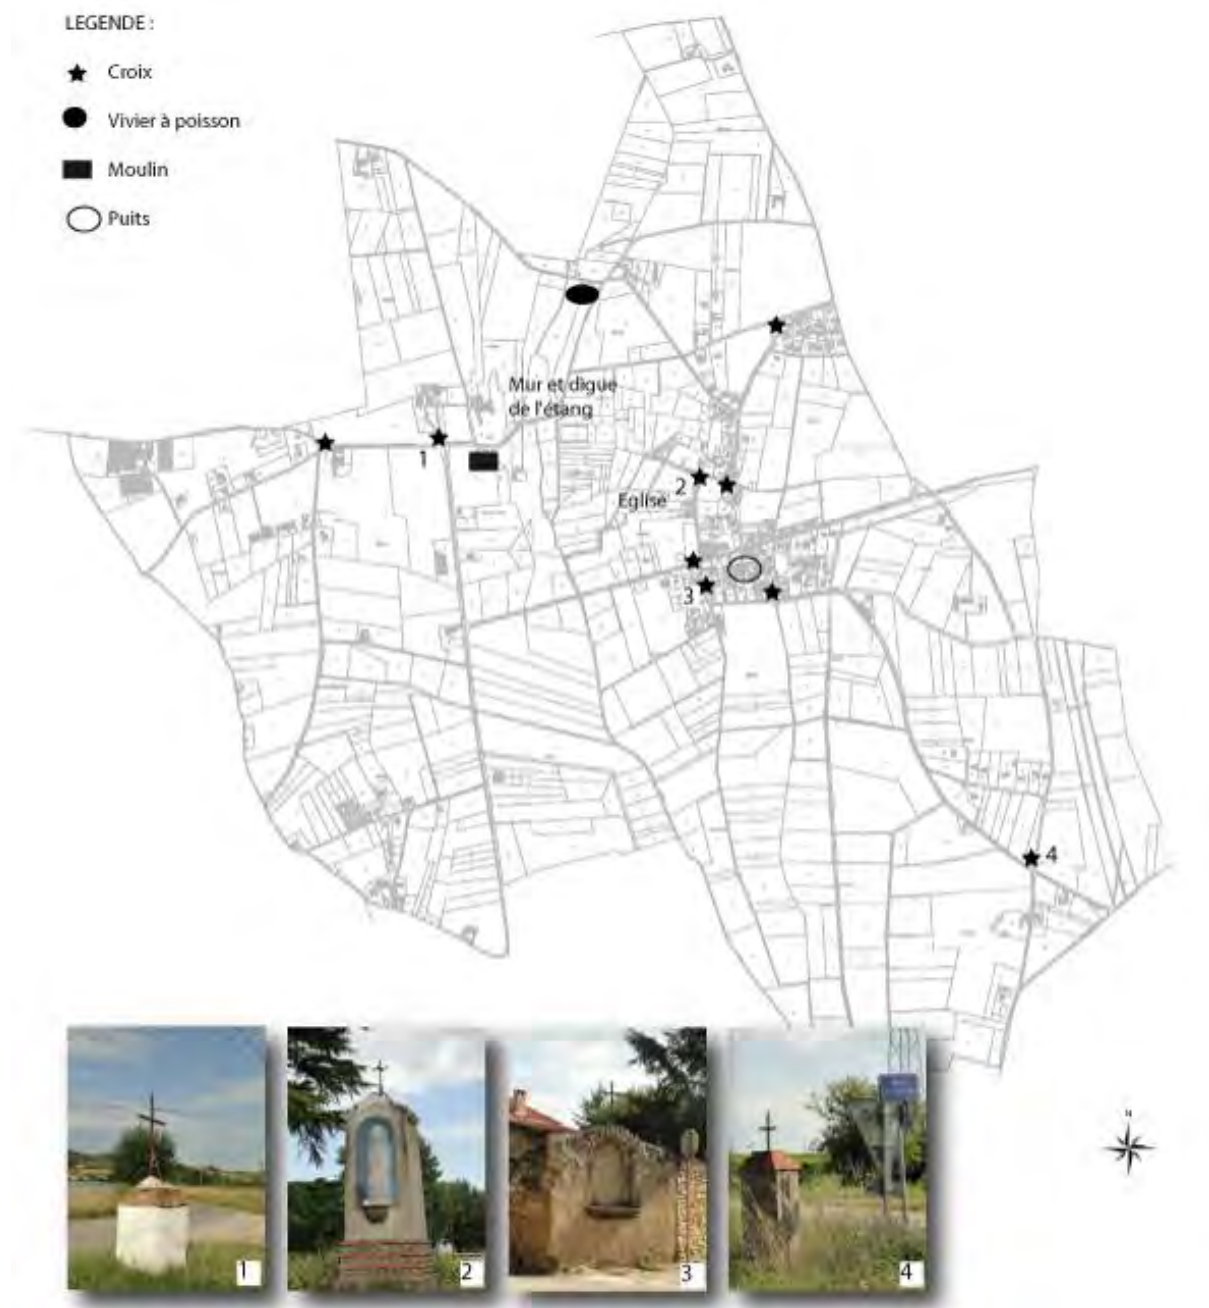 LEGENDE :
Croix
Vivier à poisson
Moulin
Puits
Mur et digue
de l'étang
1
2
Eglise
3
4
N
1
2
3
4